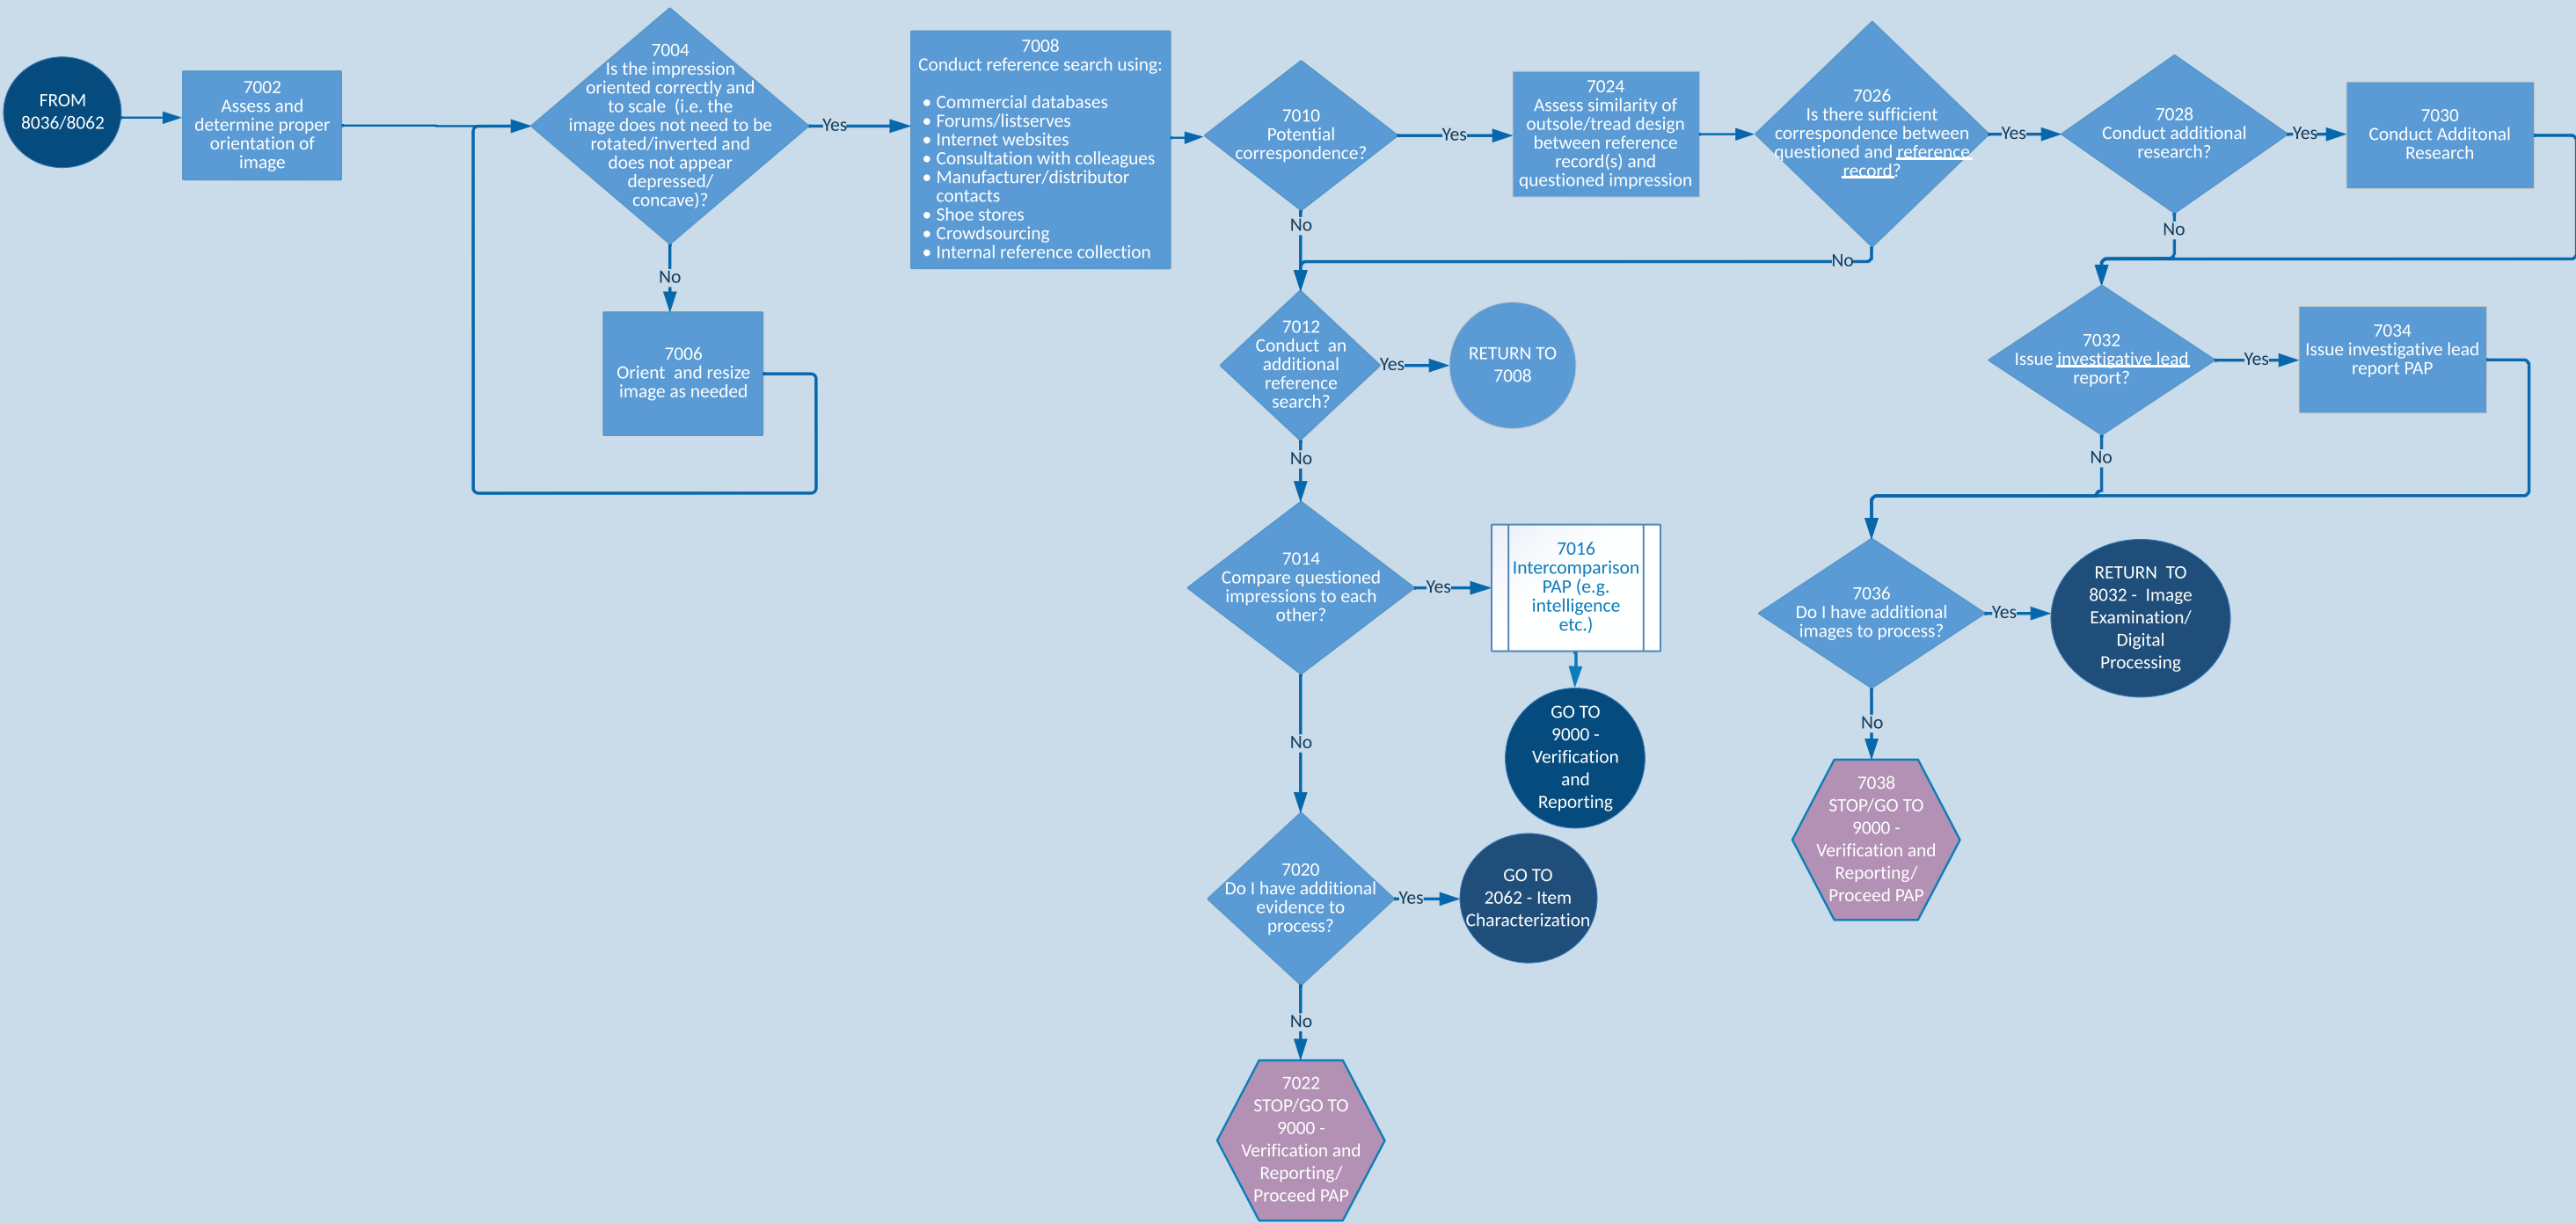 FROM
8036/8062
7002
Assess and
determine proper
orientation of
image
7004
Is the impression
oriented correctly and
to scale (i.e. the
image does not need to be
rotated/inverted and
does not appear
depressed/
concave)?
Yes
No
7006
Orient and resize
image as needed
7008
Conduct reference search using:
• Commercial databases
• Forums/listserves
• Internet websites
• Consultation with colleagues
• Manufacturer/distributor
contacts
• Shoe stores
• Crowdsourcing
• Internal reference collection
7010
Potential
correspondence?
Yes
No
7024
Assess similarity of
outsole/tread design
between reference
record(s) and
questioned impression
7026
Is there sufficient
correspondence between
questioned and reference
record?
Yes
No
7028
Conduct additional
research?
Yes
No
7030
Conduct Additonal
Research
7012
Conduct an
additional
reference
search?
Yes
No
RETURN TO
7008
7032
Issue investigative lead
report?
Yes
No
7034
Issue investigative lead
report PAP
7014
Compare questioned
impressions to each
other?
Yes
No
7016
Intercomparison
PAP (e.g.
intelligence
etc.)
GO TO
9000 -
Verification
and
Reporting
7036
Do I have additional
images to process?
Yes
No
RETURN TO
8032 - Image
Examination/
Digital
Processing
7038
STOP/GO TO
9000 -
Verification and
Reporting/
Proceed PAP
7020
Do I have additional
evidence to
process?
Yes
No
GO TO
2062 - Item
Characterization
7022
STOP/GO TO
9000 -
Verification and
Reporting/
Proceed PAP